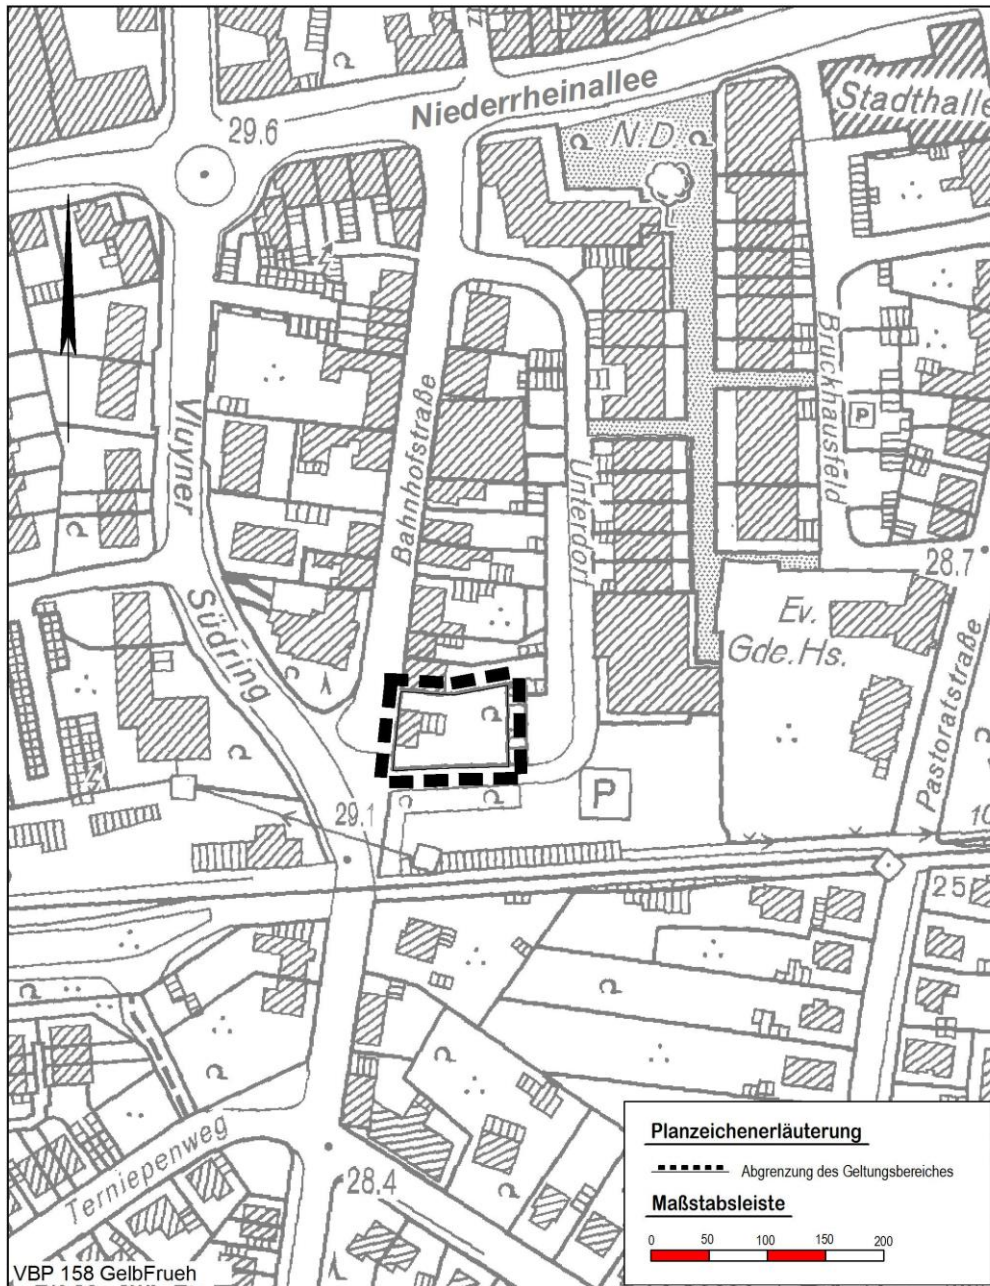 Niederrheinallee
29.6
N.D.
Stadthalle
Vluyner
Südring
Bahnhofstraße
Unterdorf
Bruckhausfeld
P
28.7
Ev.
Gde.Hs.
Pastoratstraße
P
29.1
10
25
Terniepenweg
28.4
Planzeichenerläuterung
Abgrenzung des Geltungsbereiches
Maßstabsleiste
0 50 100 150 200
VBP 158 GelbFrueh